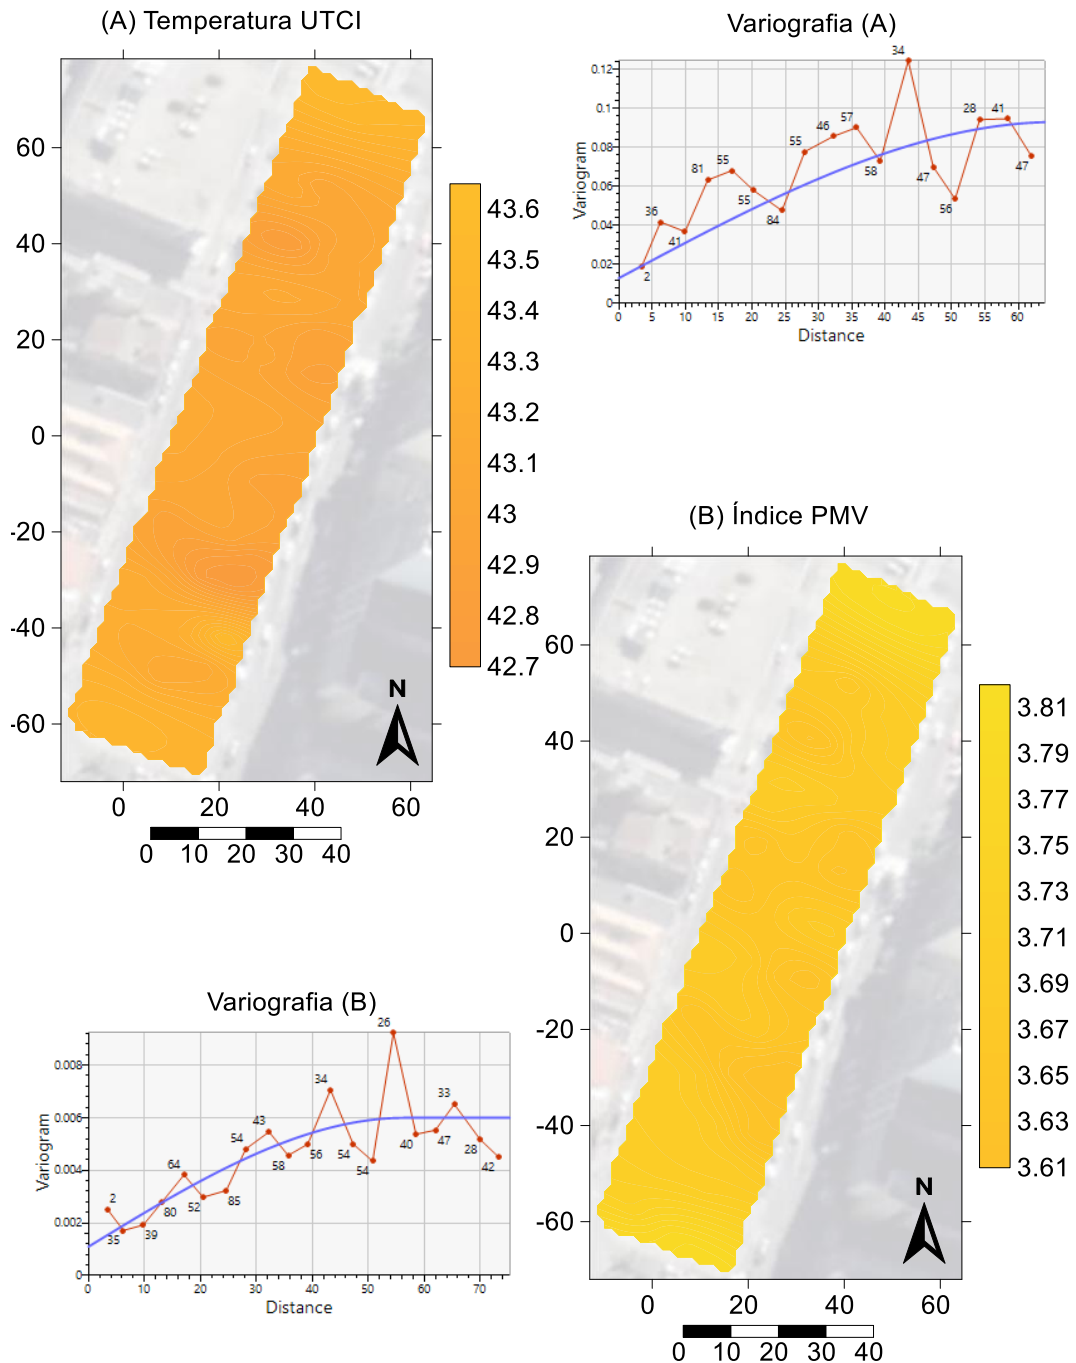 (A) Temperatura UTCI
60
40
20
0
-20
-40
-60
0 20 40 60
N
0 10 20 30 40
43.6
43.5
43.4
43.3
43.2
43.1
43
42.9
42.8
42.7
Variografia (A)
Variogram
0.12
0.1
0.08
0.06
0.04
0.02
0
2 36 41 81 55 55 84 55 46 57 58 34 47 56 28 41 47
0 5 10 15 20 25 30 35 40 45 50 55 60
Distance
(B) Índice PMV
60
40
20
0
-20
-40
-60
0 20 40 60
N
0 10 20 30 40
3.81
3.79
3.77
3.75
3.73
3.71
3.69
3.67
3.65
3.63
3.61
Variografia (B)
Variogram
0.008
0.006
0.004
0.002
0
2 35 39 80 64 52 85 54 43 58 56 34 54 54 26 40 47 33 28 42
0 10 20 30 40 50 60 70
Distance